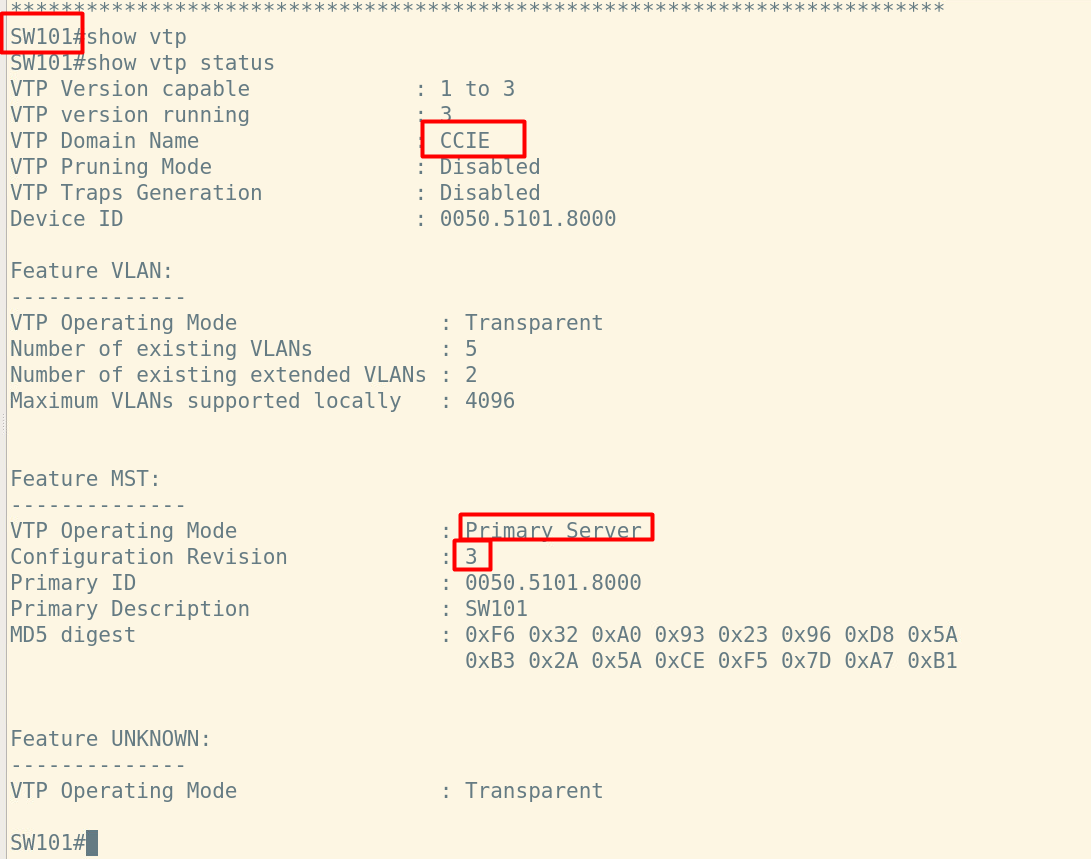 **************************************************************************
SW101#show vtp
SW101#show vtp status
VTP Version capable             : 1 to 3
VTP version running             : 3
VTP Domain Name                 : CCIE
VTP Pruning Mode                : Disabled
VTP Traps Generation            : Disabled
Device ID                       : 0050.5101.8000

Feature VLAN:
--------------
VTP Operating Mode                : Transparent
Number of existing VLANs          : 5
Number of existing extended VLANs : 2
Maximum VLANs supported locally   : 4096

Feature MST:
--------------
VTP Operating Mode                : Primary Server
Configuration Revision            : 3
Primary ID                        : 0050.5101.8000
Primary Description               : SW101
MD5 digest                        : 0xF6 0x32 0xA0 0x93 0x23 0x96 0xD8 0x5A
                                    0xB3 0x2A 0x5A 0xCE 0xF5 0x7D 0xA7 0xB1

Feature UNKNOWN:
--------------
VTP Operating Mode                : Transparent

SW101#